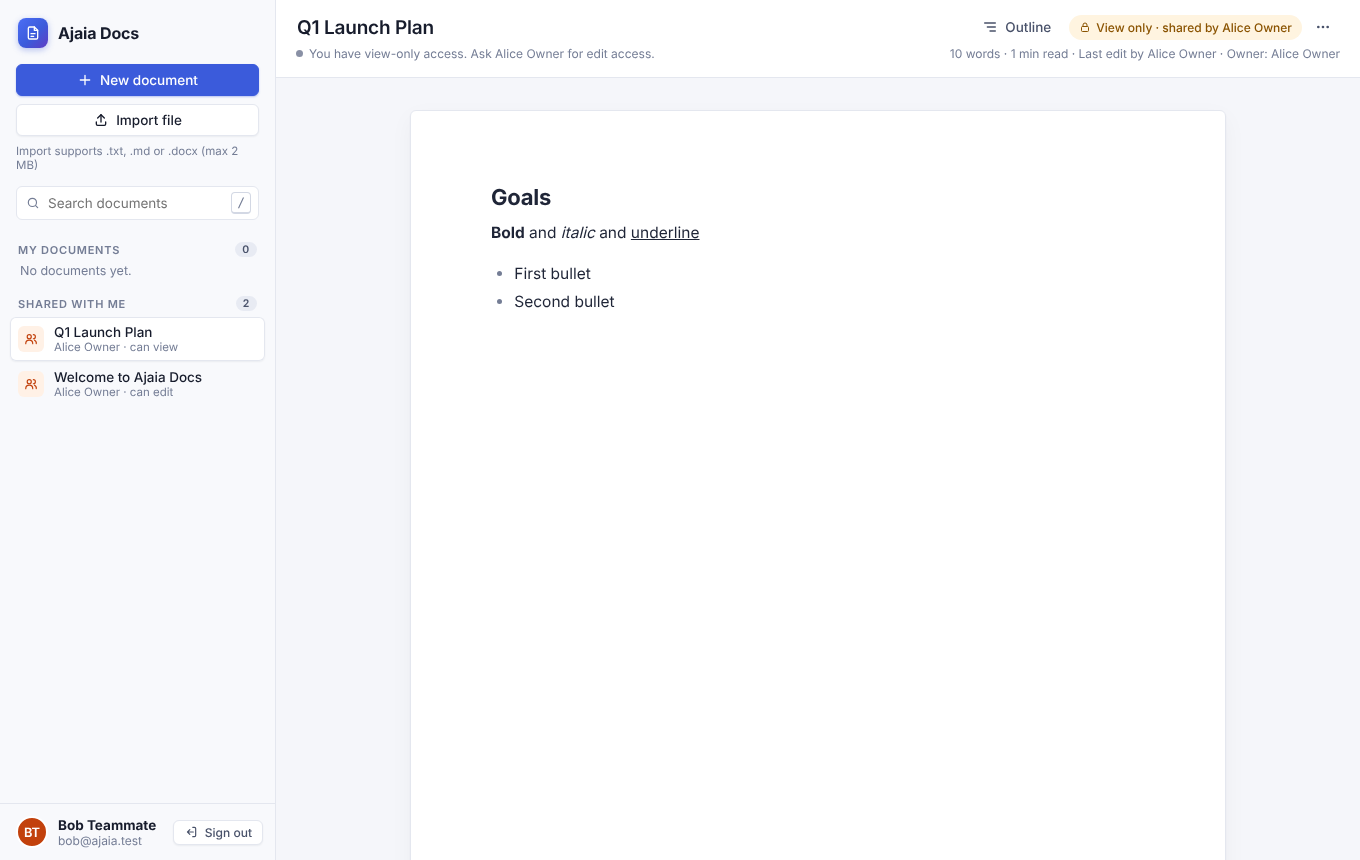 Ajaia Docs
New document
Import file
Import supports .txt, .md or .docx (max 2
MB)
Search documents /
MY DOCUMENTS 0
No documents yet.
SHARED WITH ME 2
Q1 Launch Plan
Alice Owner · can view
Welcome to Ajaia Docs
Alice Owner · can edit
BT
Bob Teammate
bob@ajaia.test
Sign out
Q1 Launch Plan
Outline
View only · shared by Alice Owner
You have view-only access. Ask Alice Owner for edit access.
10 words · 1 min read · Last edit by Alice Owner · Owner: Alice Owner
Goals
Bold and italic and underline
• First bullet
• Second bullet